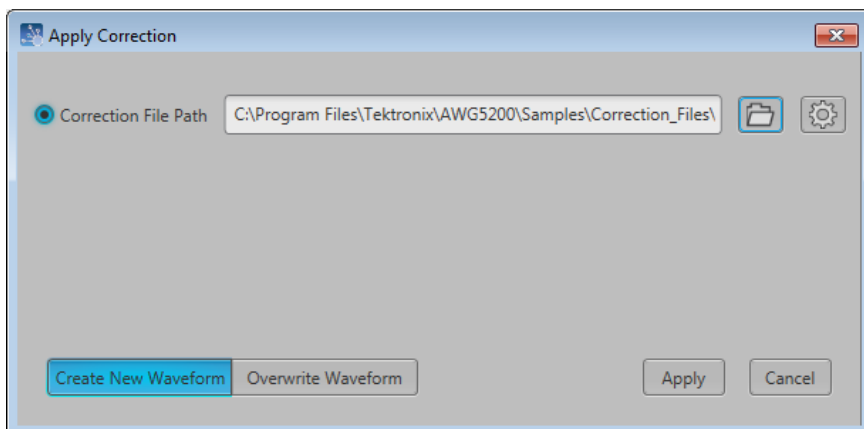 Apply Correction
Correction File Path C:\Program Files\Tektronix\AWG5200\Samples\Correction_Files\
Create New Waveform Overwrite Waveform Apply Cancel